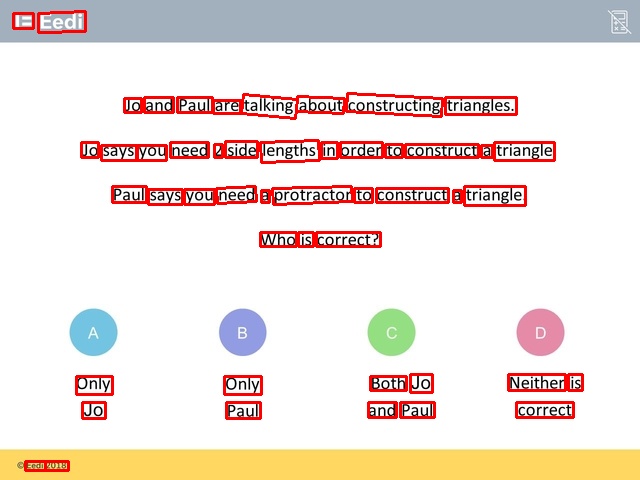 Eedi
Jo and Paul are talking about constructing triangles.
Jo says you need 2 side lengths in order to construct a triangle
Paul says you need a protractor to construct a triangle
Who is correct?
A
B
C
D
Only Jo
Only Paul
Both Jo and Paul
Neither is correct
© Eedi 2018